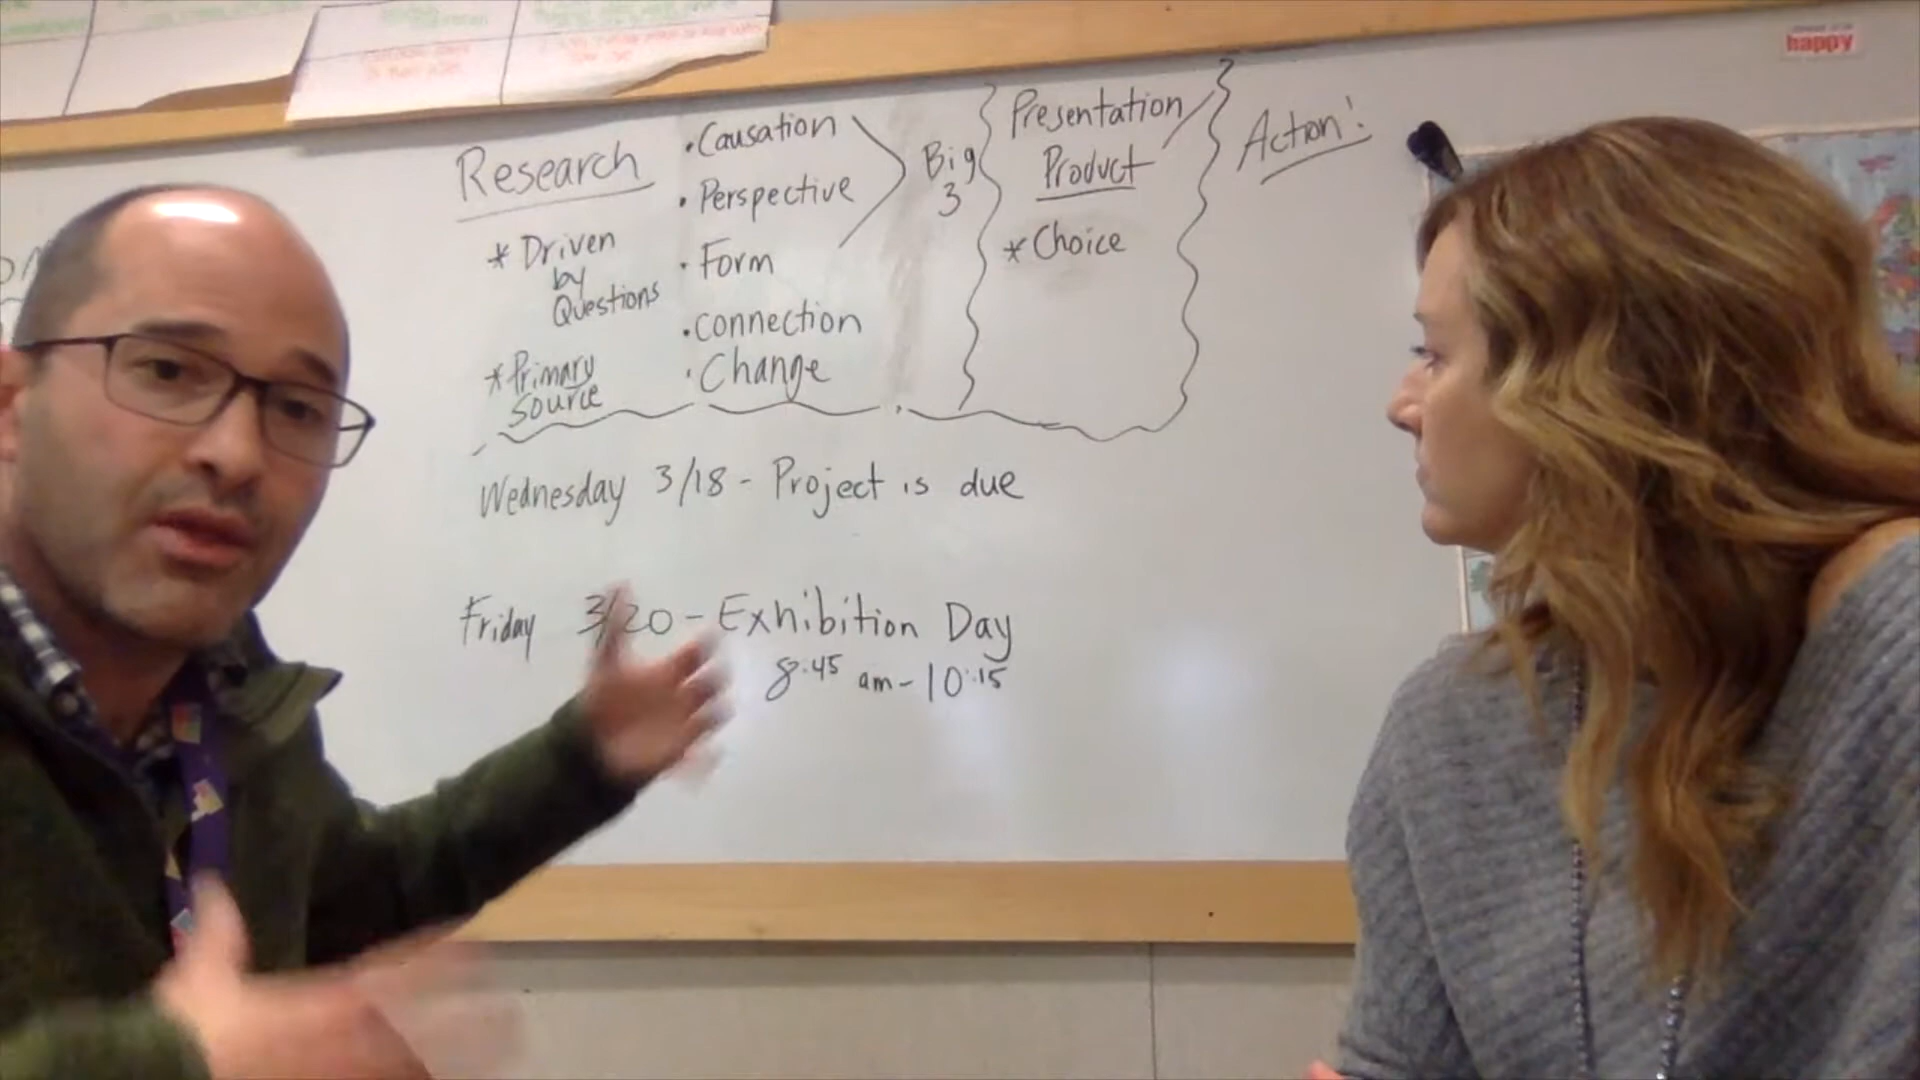 Research
* Driven
by
Questions
* Primary
source
• Causation
• Perspective
• Form
• Connection
• Change
Big
3
Presentation
Product
* Choice
Action!
Wednesday 3/18 - Project is due
Friday 3/20 - Exhibition Day
8:45 am - 10:15
happy